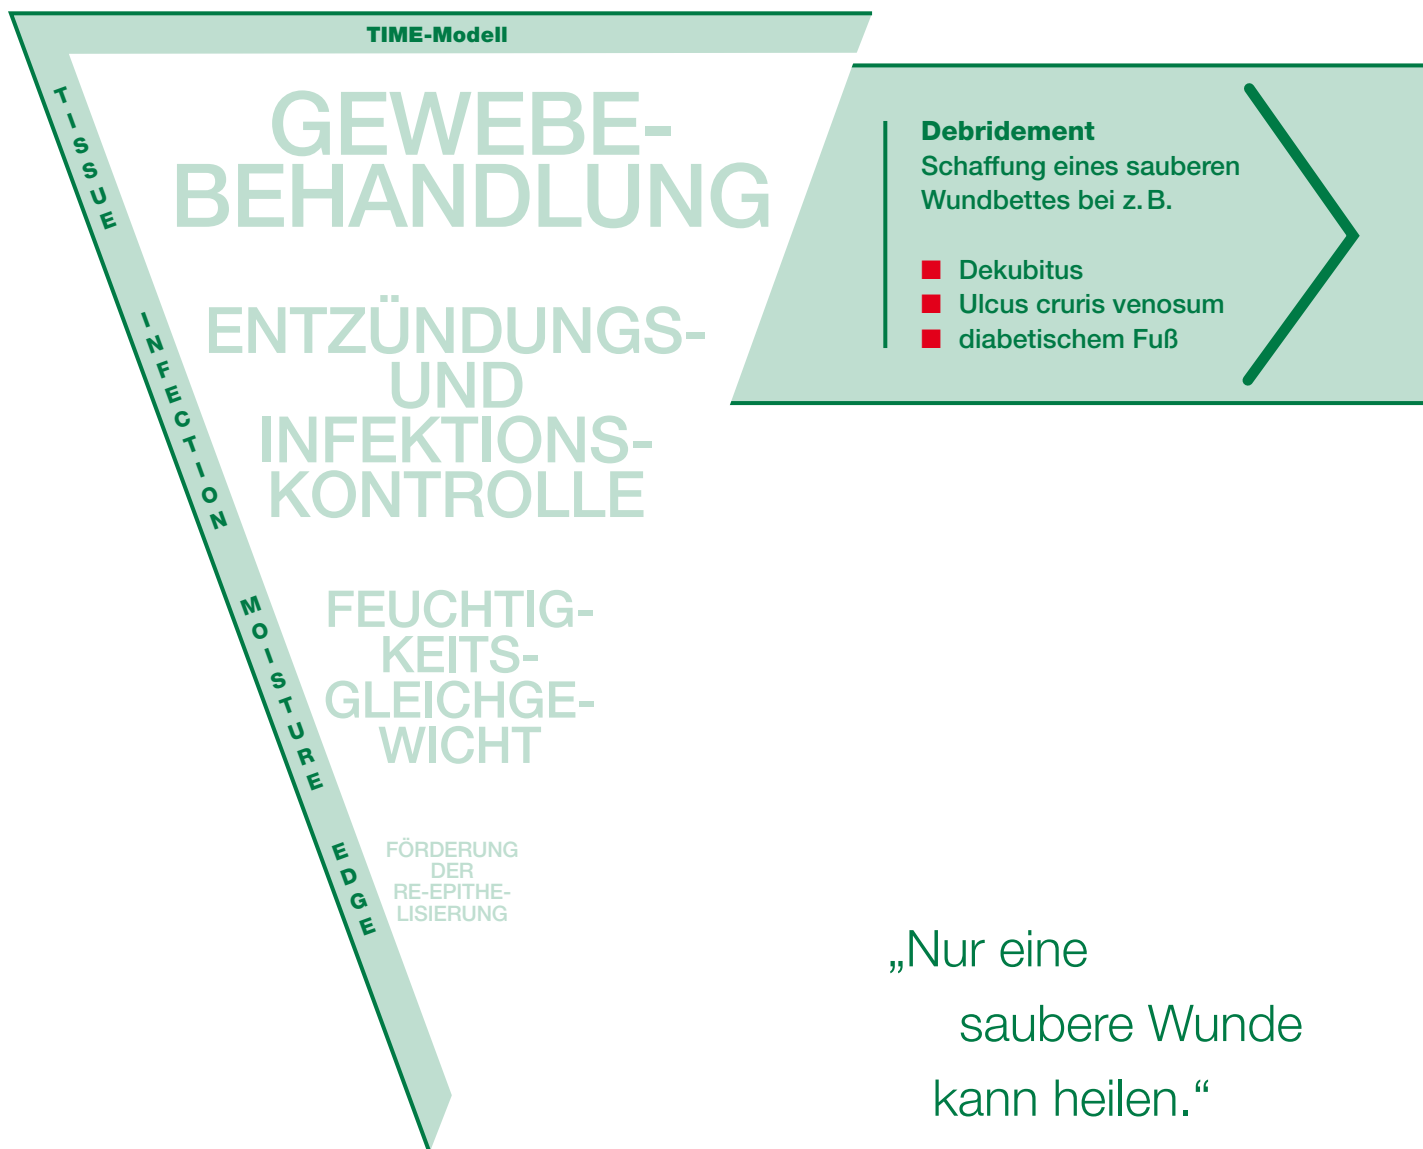 TIME-Modell
TISSUE
GEWEBE-
BEHANDLUNG
Debridement
Schaffung eines sauberen
Wundbettes bei z. B.
Dekubitus
Ulcus cruris venosum
diabetischem Fuß
INFECTION
ENTZÜNDUNGS-
UND
INFEKTIONS-
KONTROLLE
MOISTURE
FEUCHTIG-
KEITS-
GLEICHGE-
WICHT
EDGE
FÖRDERUNG
DER
RE-EPITHE-
LISIERUNG
„Nur eine
saubere Wunde
kann heilen.“